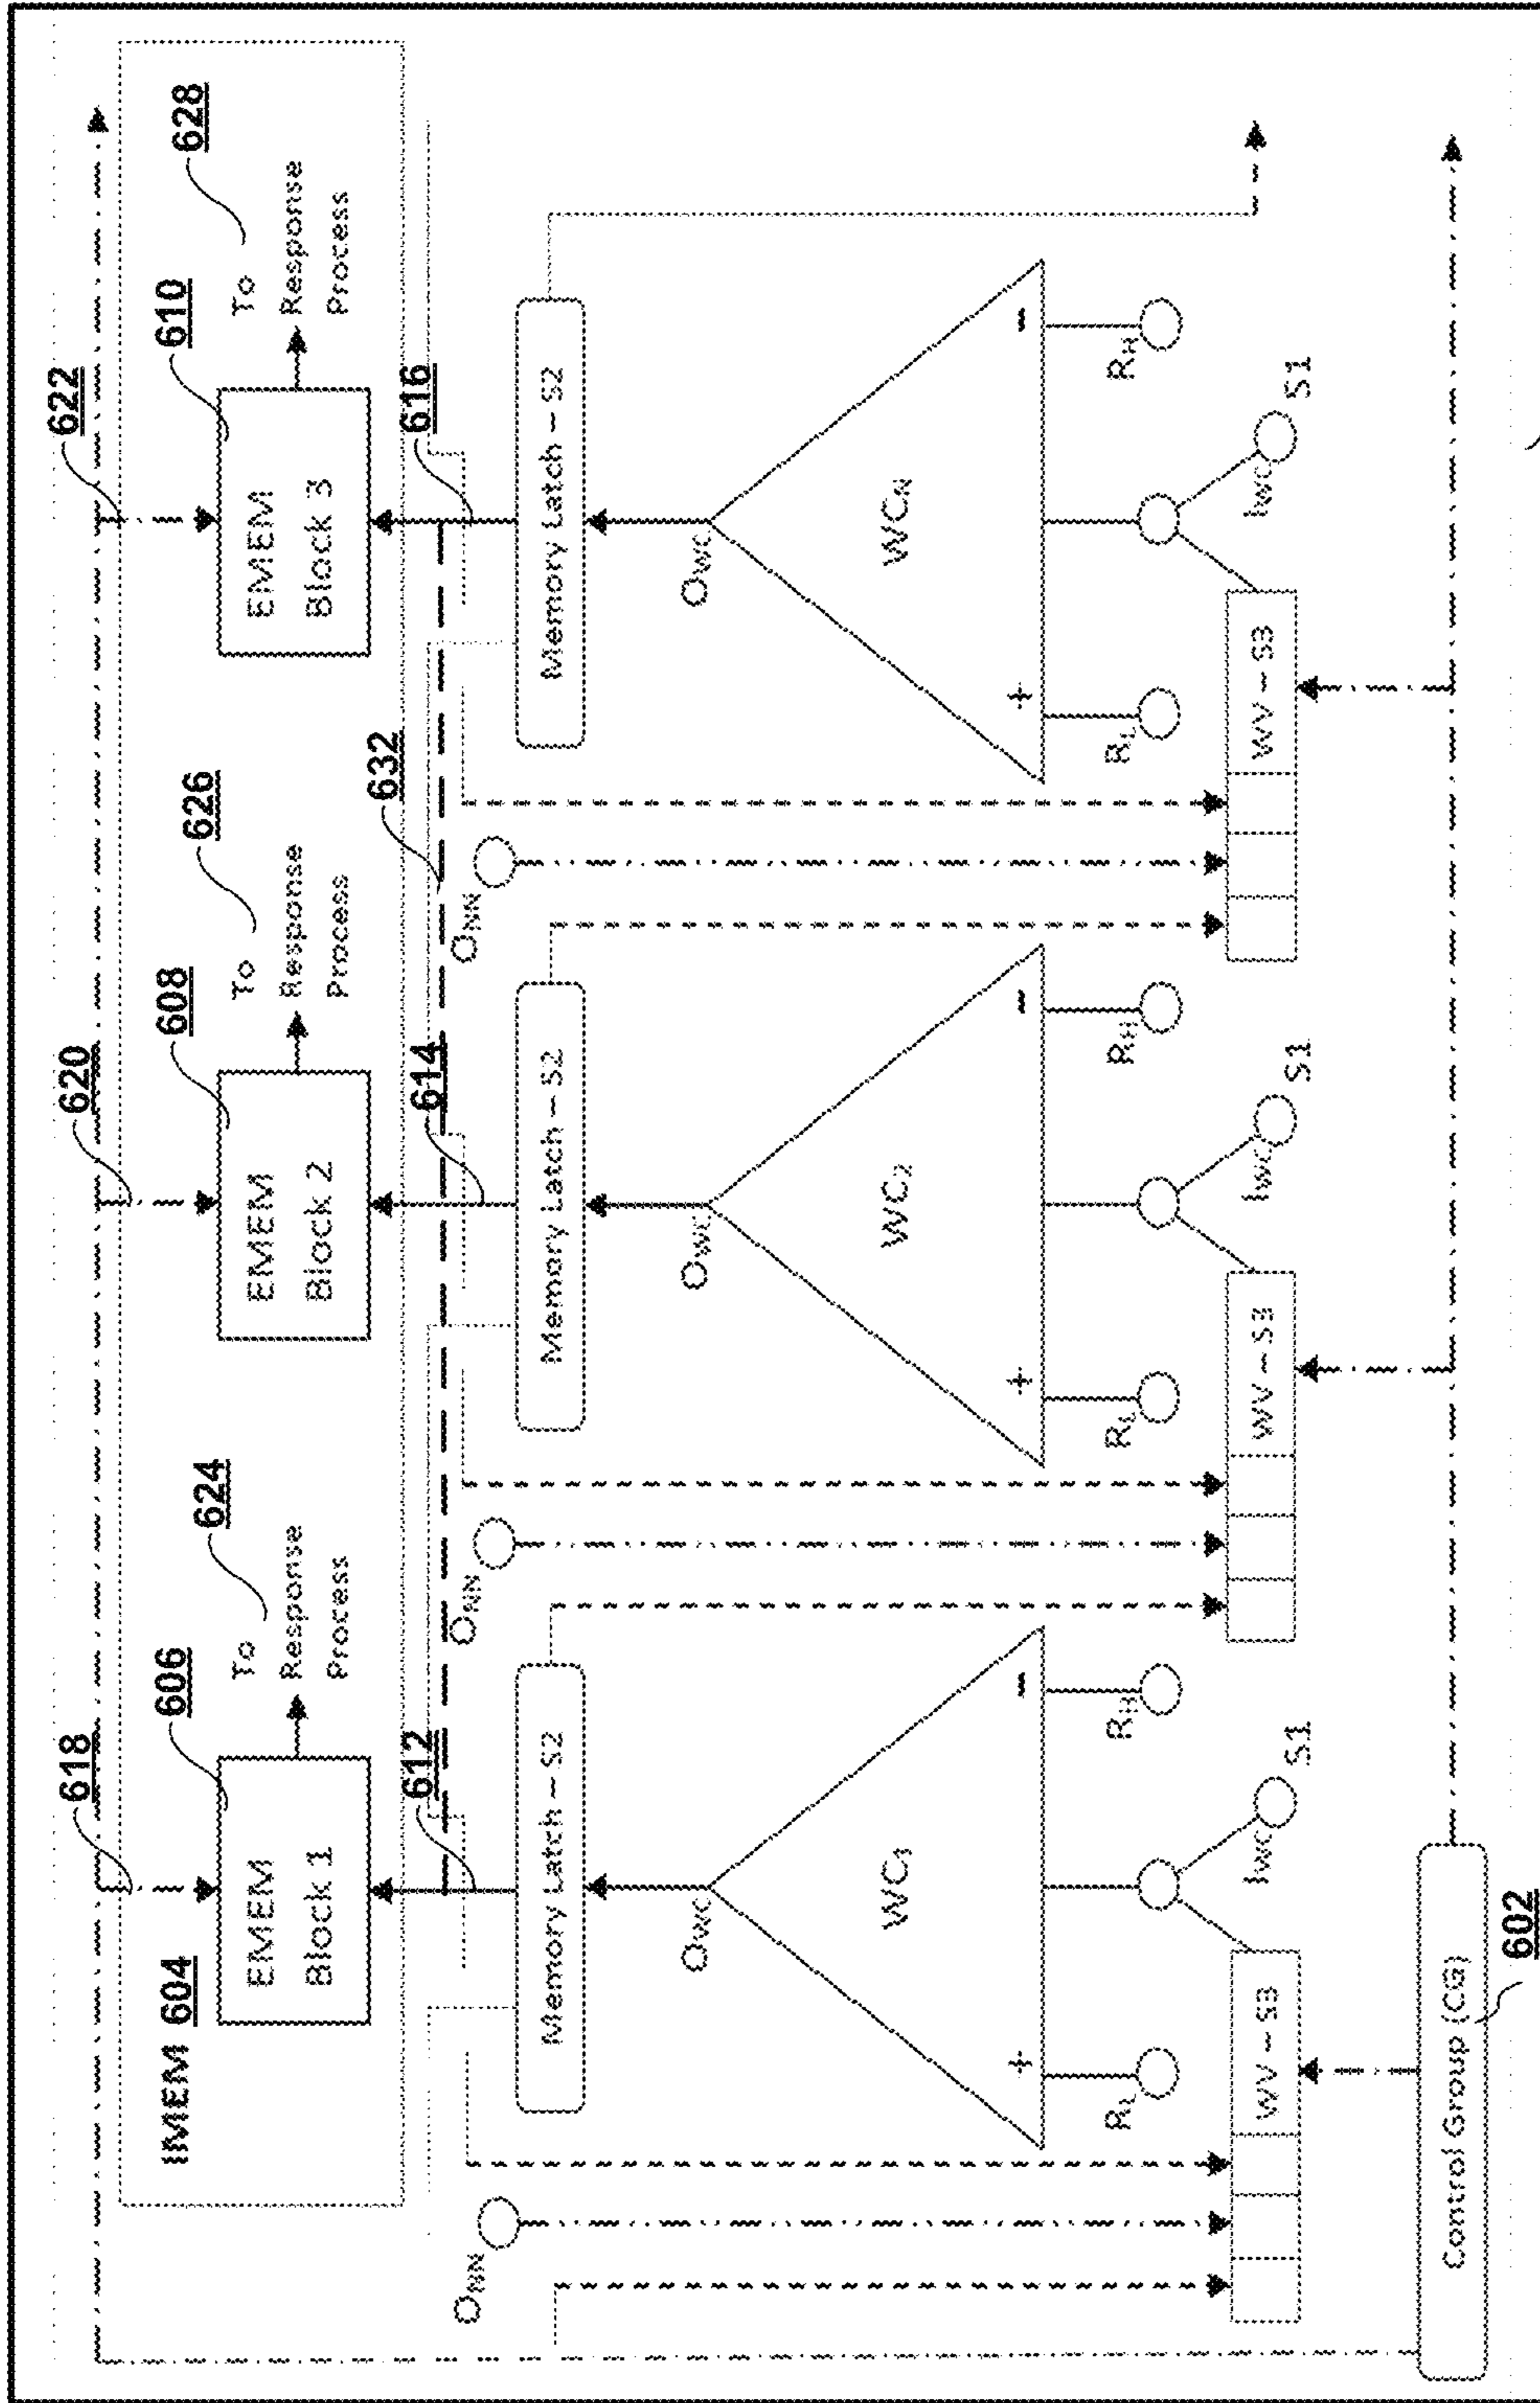 618
620
622
IMEM 604
606
624
608
626
610
628
EMEM
Block 1
To
Response
Process
EMEM
Block 2
To
Response
Process
EMEM
Block 3
To
Response
Process
612
614
632
616
ONN
Memory Latch – S2
ONN
Memory Latch – S2
ONN
Memory Latch – S2
OWC
OWC
OWC
WC1
WC2
WCN
+
–
+
–
+
–
RL
RH
RL
RH
RL
RH
WV – S3
IWC
S1
WV – S3
IWC
S1
WV – S3
IWC
S1
Control Group (CG)
602